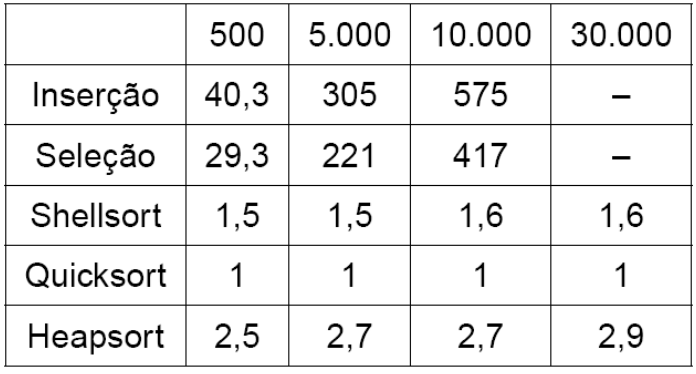 500 5.000 10.000 30.000
Inserção 40,3 305 575 –
Seleção 29,3 221 417 –
Shellsort 1,5 1,5 1,6 1,6
Quicksort 1 1 1 1
Heapsort 2,5 2,7 2,7 2,9